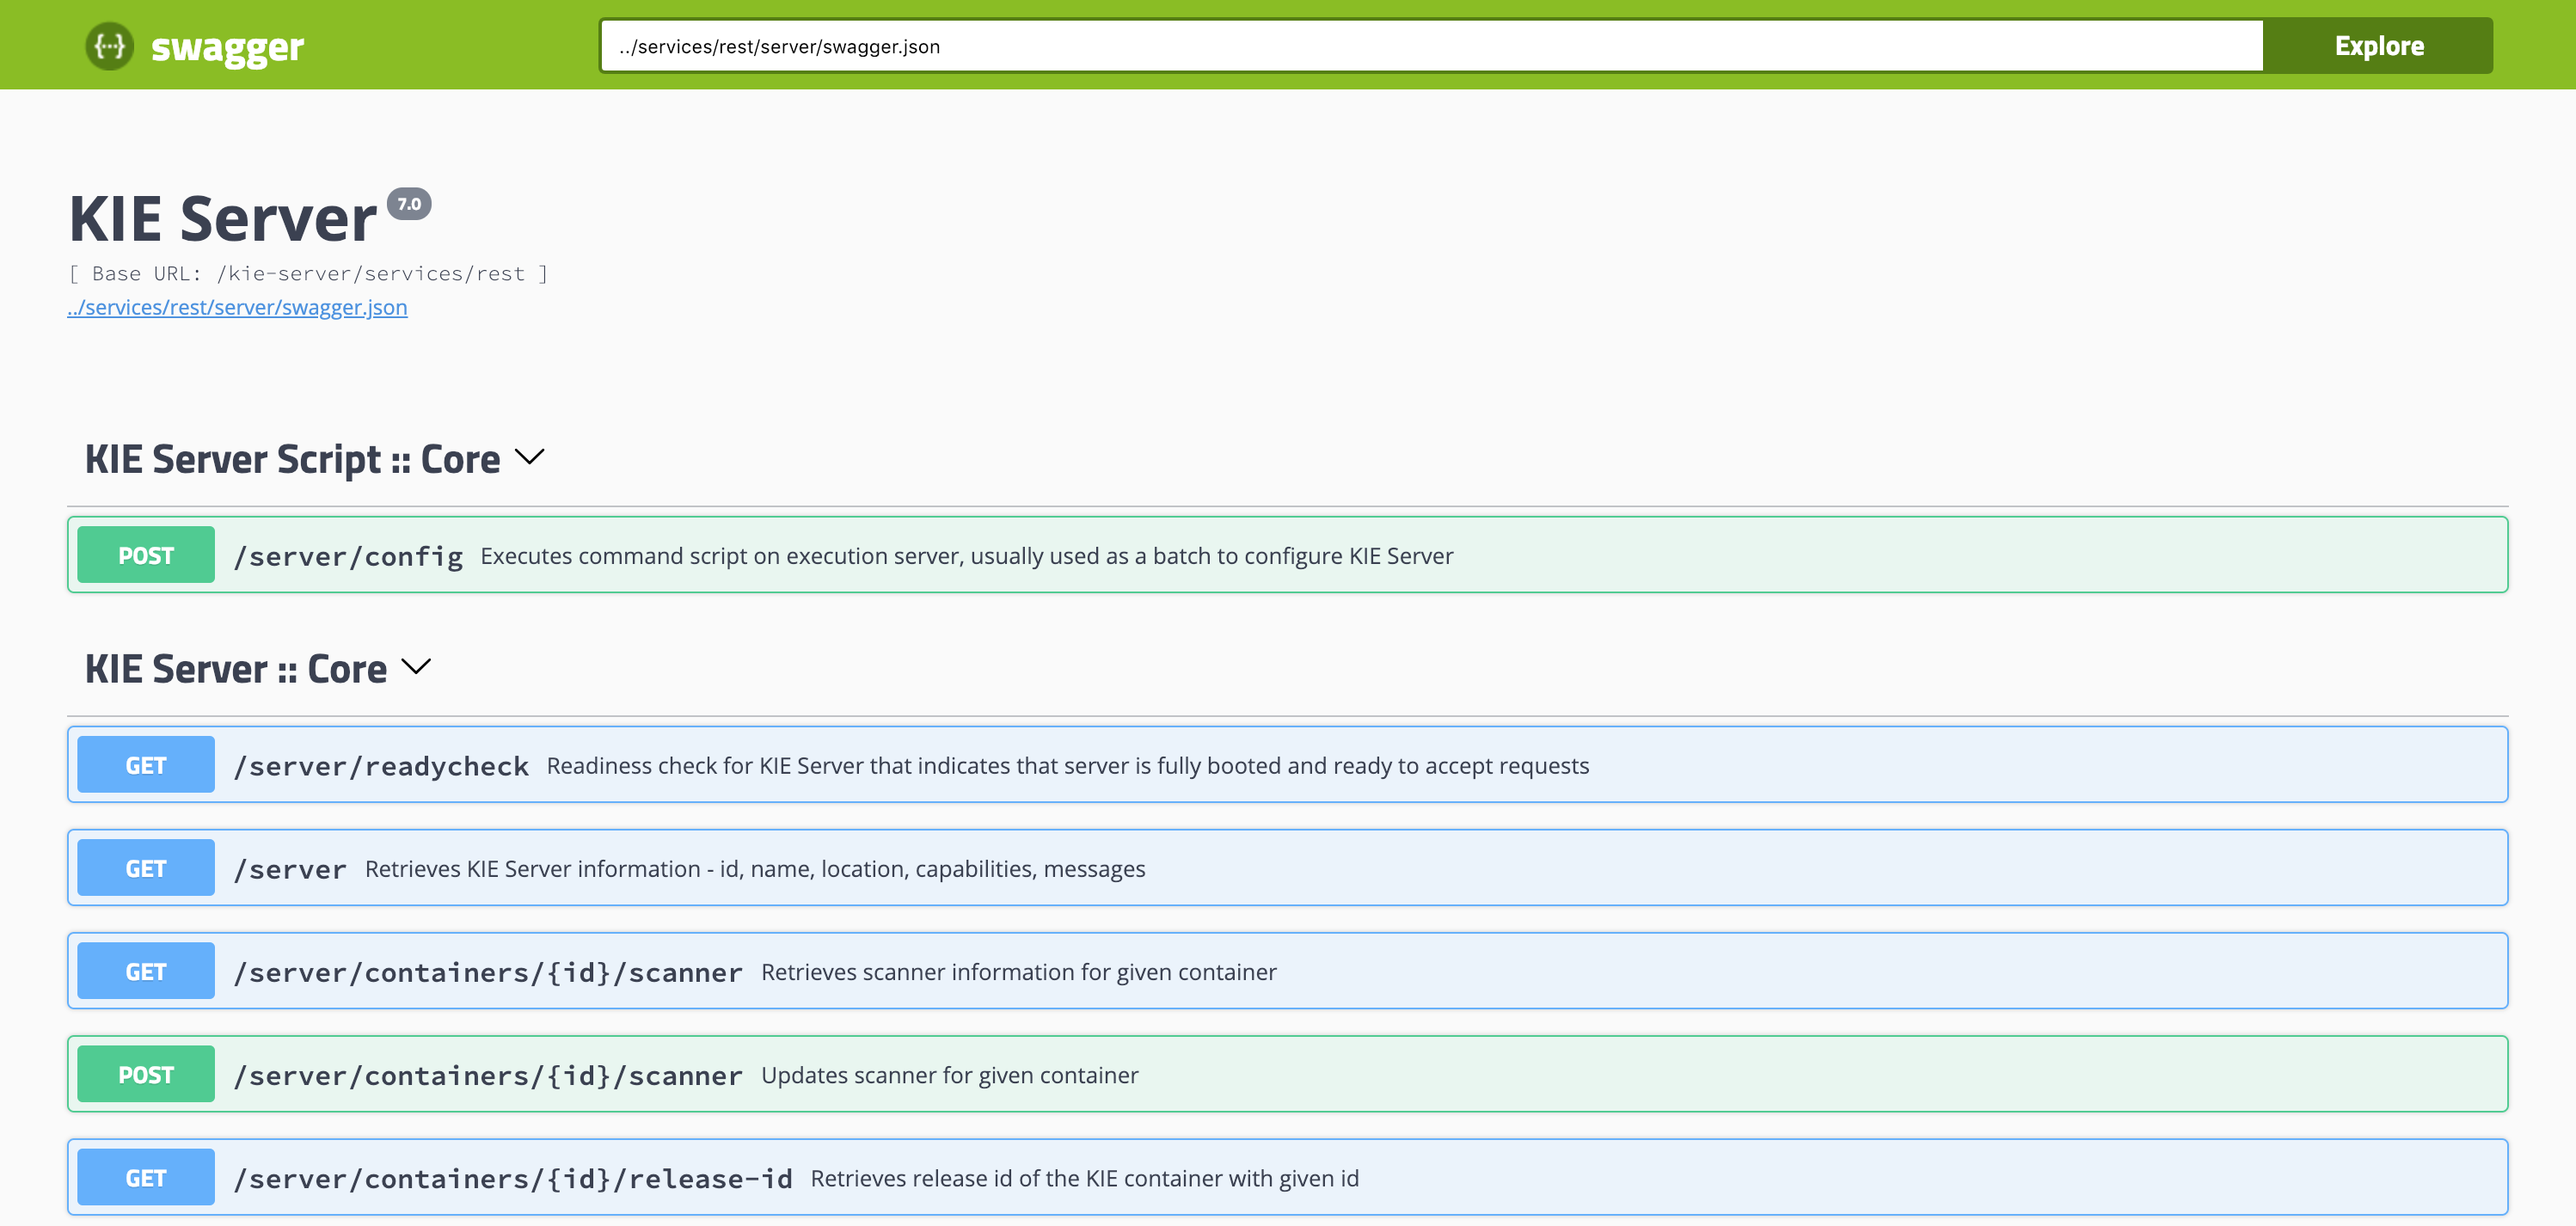 {...} swagger
../services/rest/server/swagger.json
Explore
KIE Server 7.0
[ Base URL: /kie-server/services/rest ]
../services/rest/server/swagger.json
KIE Server Script :: Core
POST /server/config Executes command script on execution server, usually used as a batch to configure KIE Server
KIE Server :: Core
GET /server/readycheck Readiness check for KIE Server that indicates that server is fully booted and ready to accept requests
GET /server Retrieves KIE Server information - id, name, location, capabilities, messages
GET /server/containers/{id}/scanner Retrieves scanner information for given container
POST /server/containers/{id}/scanner Updates scanner for given container
GET /server/containers/{id}/release-id Retrieves release id of the KIE container with given id